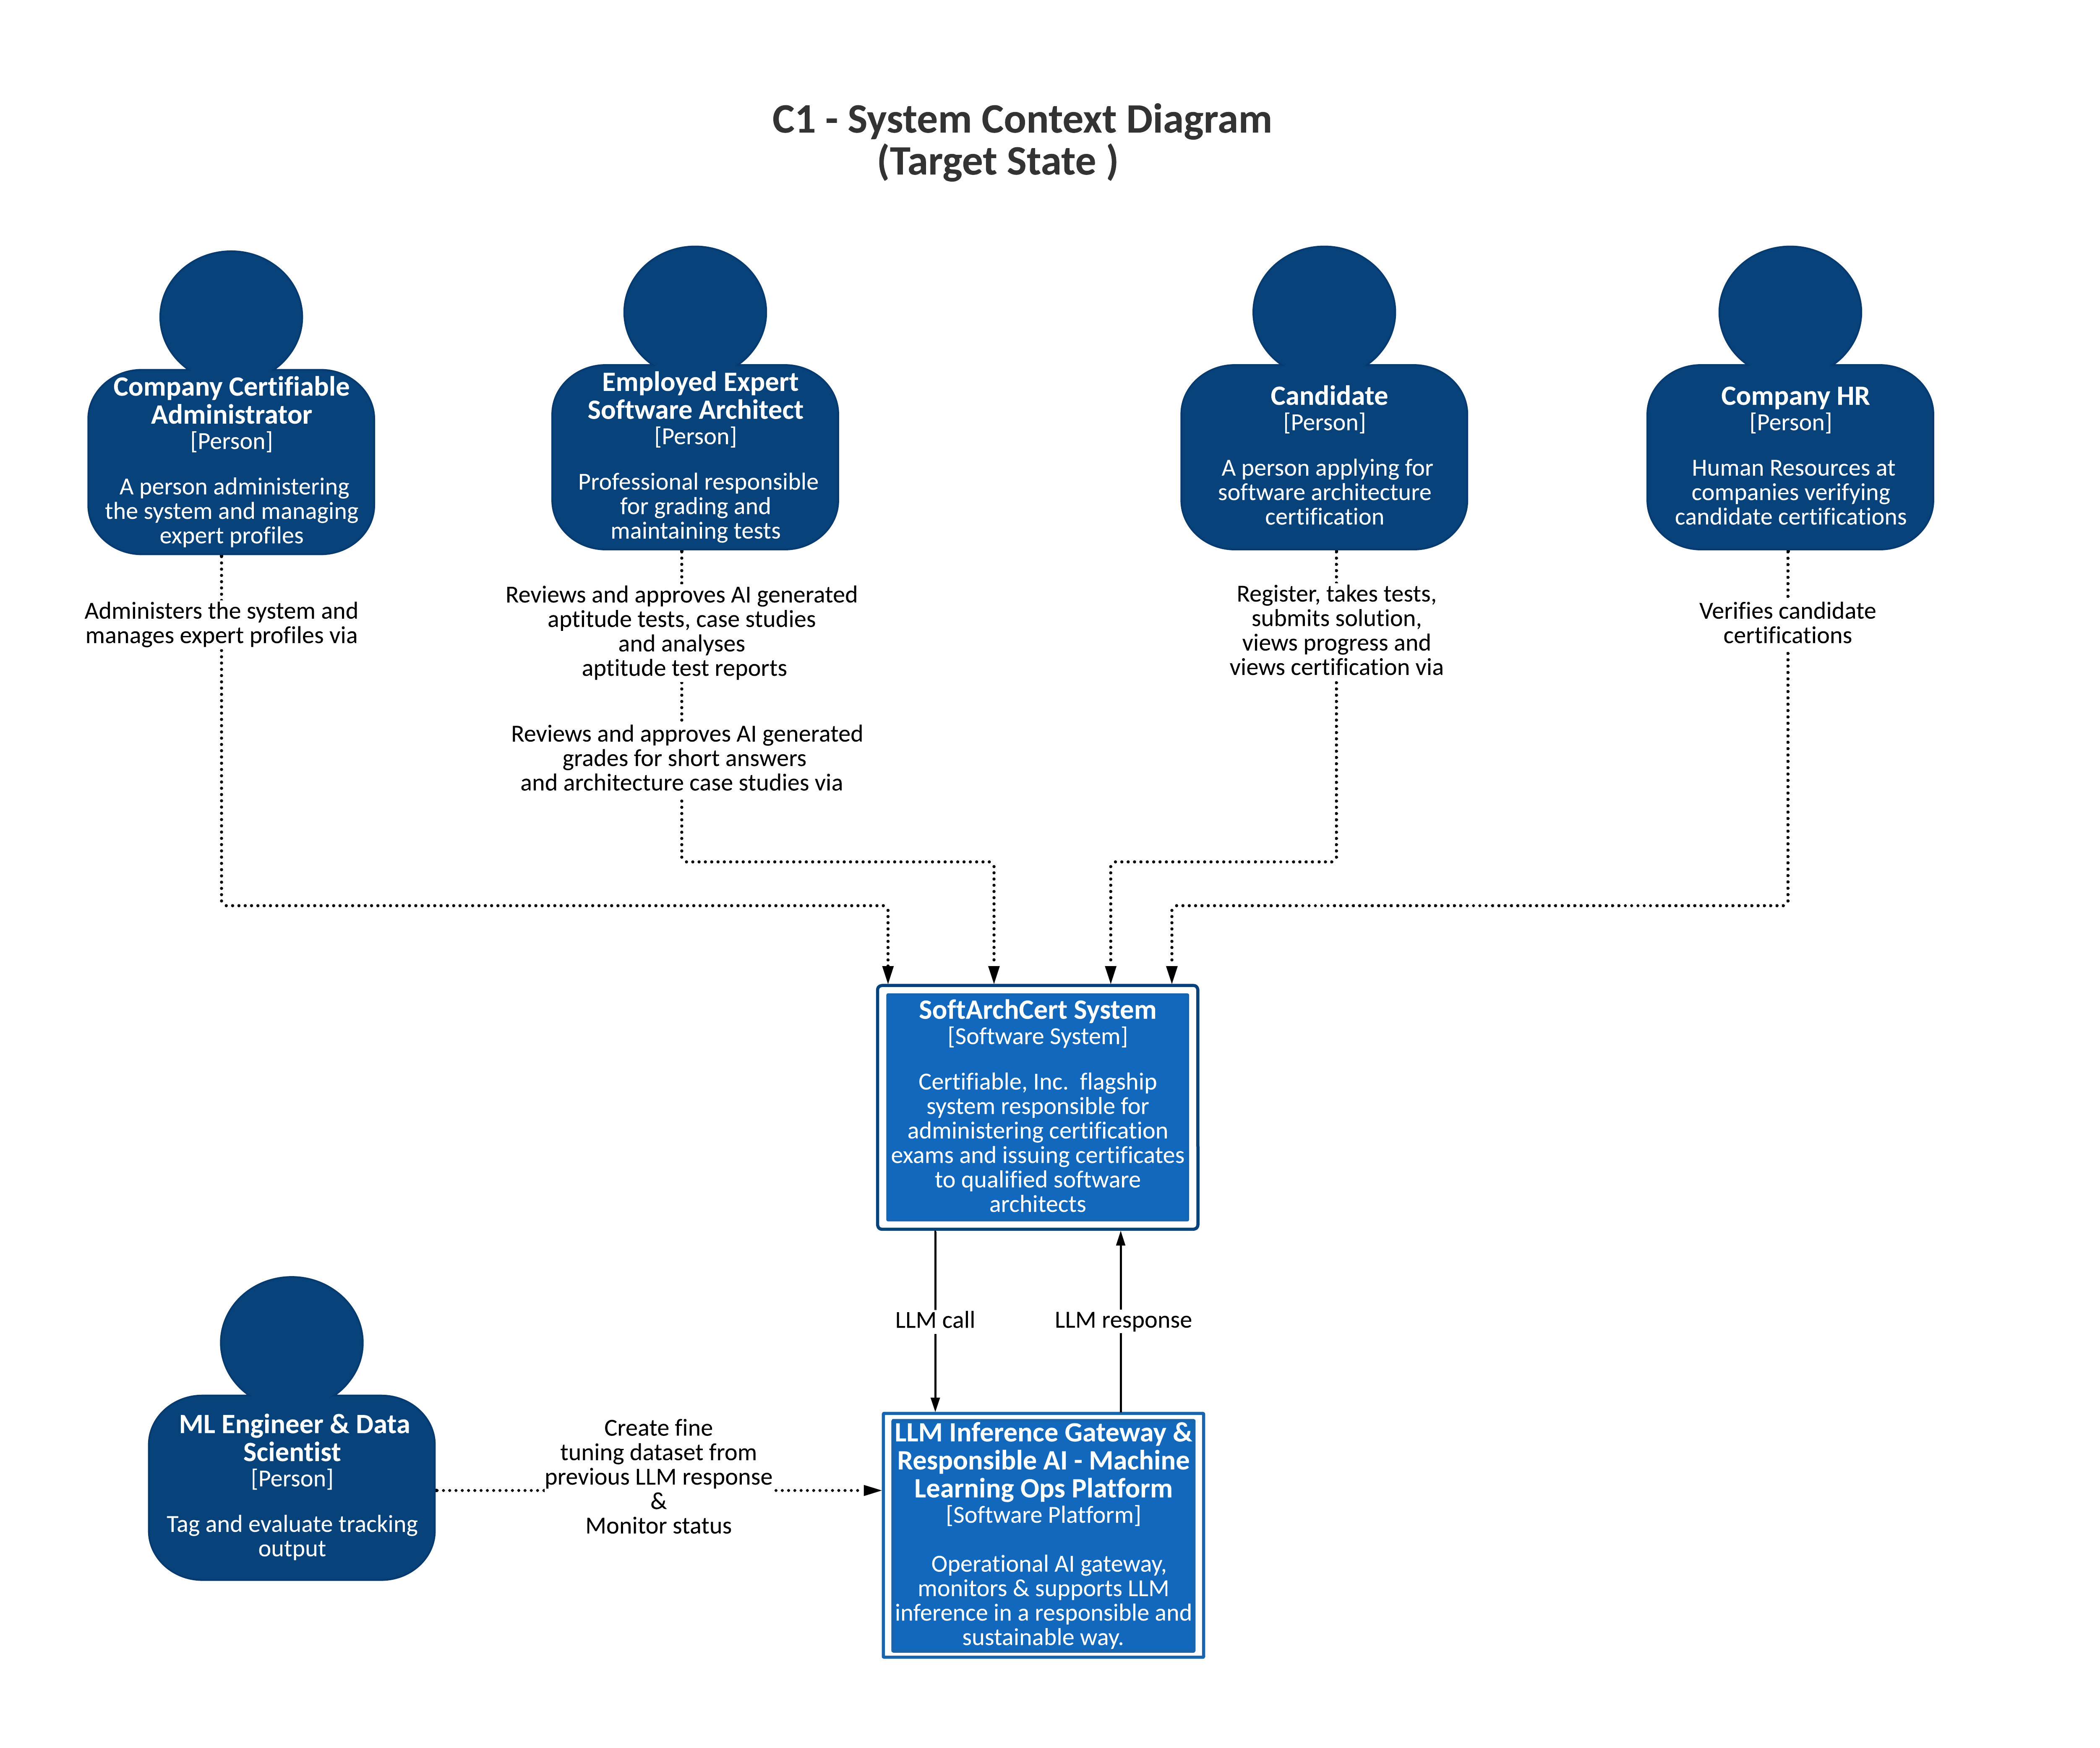 C1 - System Context Diagram
(Target State )
Company Certifiable
Administrator
[Person]
A person administering
the system and managing
expert profiles
Employed Expert
Software Architect
[Person]
Professional responsible
for grading and
maintaining tests
Candidate
[Person]
A person applying for
software architecture
certification
Company HR
[Person]
Human Resources at
companies verifying
candidate certifications
Administers the system and
manages expert profiles via
Reviews and approves AI generated
aptitude tests, case studies
and analyses
aptitude test reports
Reviews and approves AI generated
grades for short answers
and architecture case studies via
Register, takes tests,
submits solution,
views progress and
views certification via
Verifies candidate
certifications
SoftArchCert System
[Software System]
Certifiable, Inc.  flagship
system responsible for
administering certification
exams and issuing certificates
to qualified software
architects
LLM call
LLM response
ML Engineer & Data
Scientist
[Person]
Tag and evaluate tracking
output
Create fine
tuning dataset from
previous LLM response
&
Monitor status
LLM Inference Gateway &
Responsible AI - Machine
Learning Ops Platform
[Software Platform]
Operational AI gateway,
monitors & supports LLM
inference in a responsible and
sustainable way.